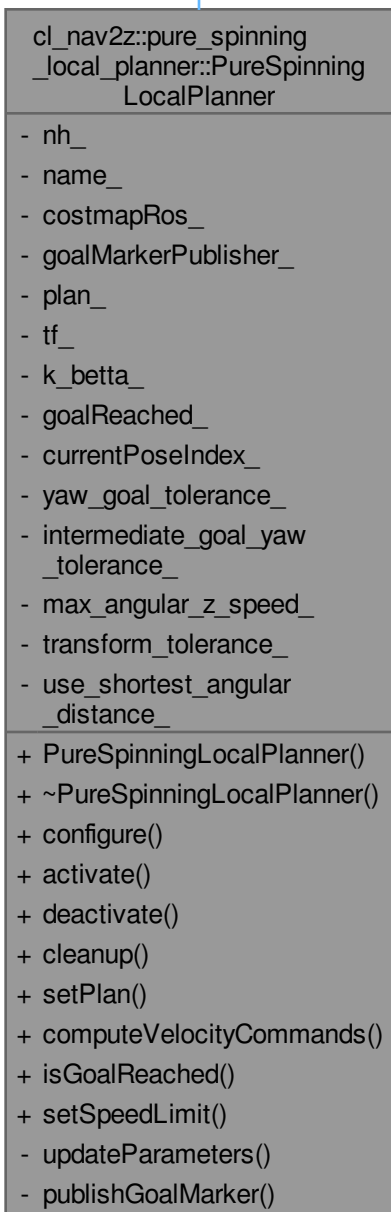 cl_nav2z::pure_spinning
_local_planner::PureSpinning
LocalPlanner
- nh_
- name_
- costmapRos_
- goalMarkerPublisher_
- plan_
- tf_
- k_betta_
- goalReached_
- currentPoseIndex_
- yaw_goal_tolerance_
- intermediate_goal_yaw
_tolerance_
- max_angular_z_speed_
- transform_tolerance_
- use_shortest_angular
_distance_
+ PureSpinningLocalPlanner()
+ ~PureSpinningLocalPlanner()
+ configure()
+ activate()
+ deactivate()
+ cleanup()
+ setPlan()
+ computeVelocityCommands()
+ isGoalReached()
+ setSpeedLimit()
- updateParameters()
- publishGoalMarker()